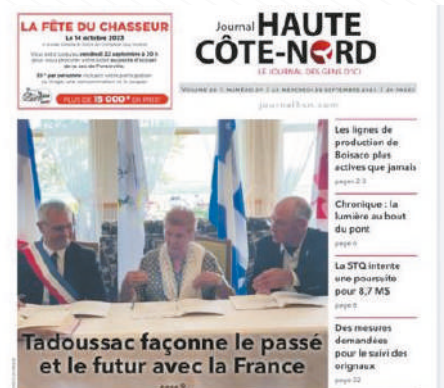 LA FÊTE DU CHASSEUR
Le 14 octobre 2023
PLUS DE 15 000$ EN PRIX!
Journal HAUTE
CÔTE-NORD
LE JOURNAL DES GENS D'ICI
journalhcn.com
Les lignes de
production de
Boisaco plus
actives que jamais
pages 2-3
Chronique : la
lumière au bout
du pont
La STQ intente
une poursuite
pour 8,7 M$
Des mesures
demandées
pour le suivi des
orignaux
Tadoussac façonne le passé
et le futur avec la France